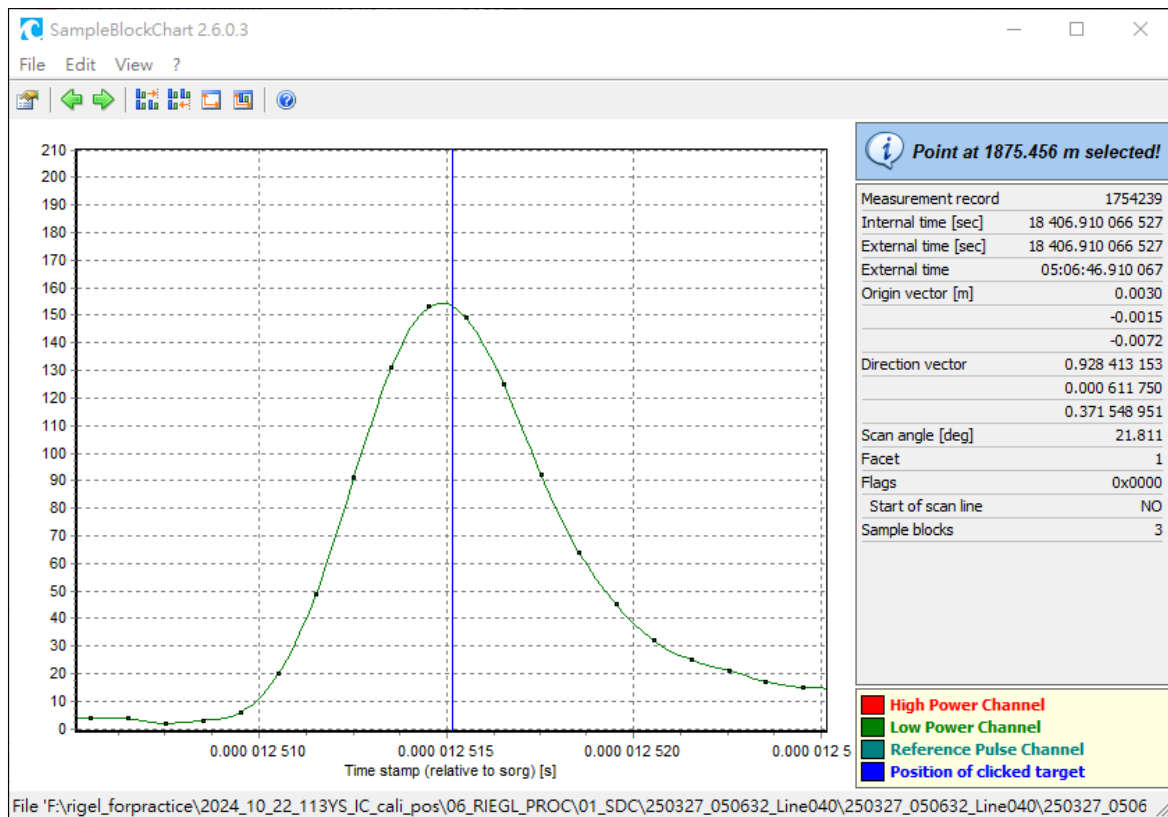 SampleBlockChart 2.6.0.3
File Edit View ?
210
200
190
180
170
160
150
140
130
120
110
100
90
80
70
60
50
40
30
20
10
0
0.000 012 510 0.000 012 515 0.000 012 520 0.000 012 5
Time stamp (relative to sorg) [s]
Point at 1875.456 m selected!
Measurement record 1754239
Internal time [sec] 18 406.910 066 527
External time [sec] 18 406.910 066 527
External time 05:06:46.910 067
Origin vector [m] 0.0030
-0.0015
-0.0072
Direction vector 0.928 413 153
0.000 611 750
0.371 548 951
Scan angle [deg] 21.811
Facet 1
Flags 0x0000
Start of scan line NO
Sample blocks 3
High Power Channel
Low Power Channel
Reference Pulse Channel
Position of clicked target
File 'F:\rigel_forpractice\2024_10_22_113YS_IC_cali_pos\06_RIEGL_PROC\01_SDC\250327_050632_Line040\250327_050632_Line040\250327_0506